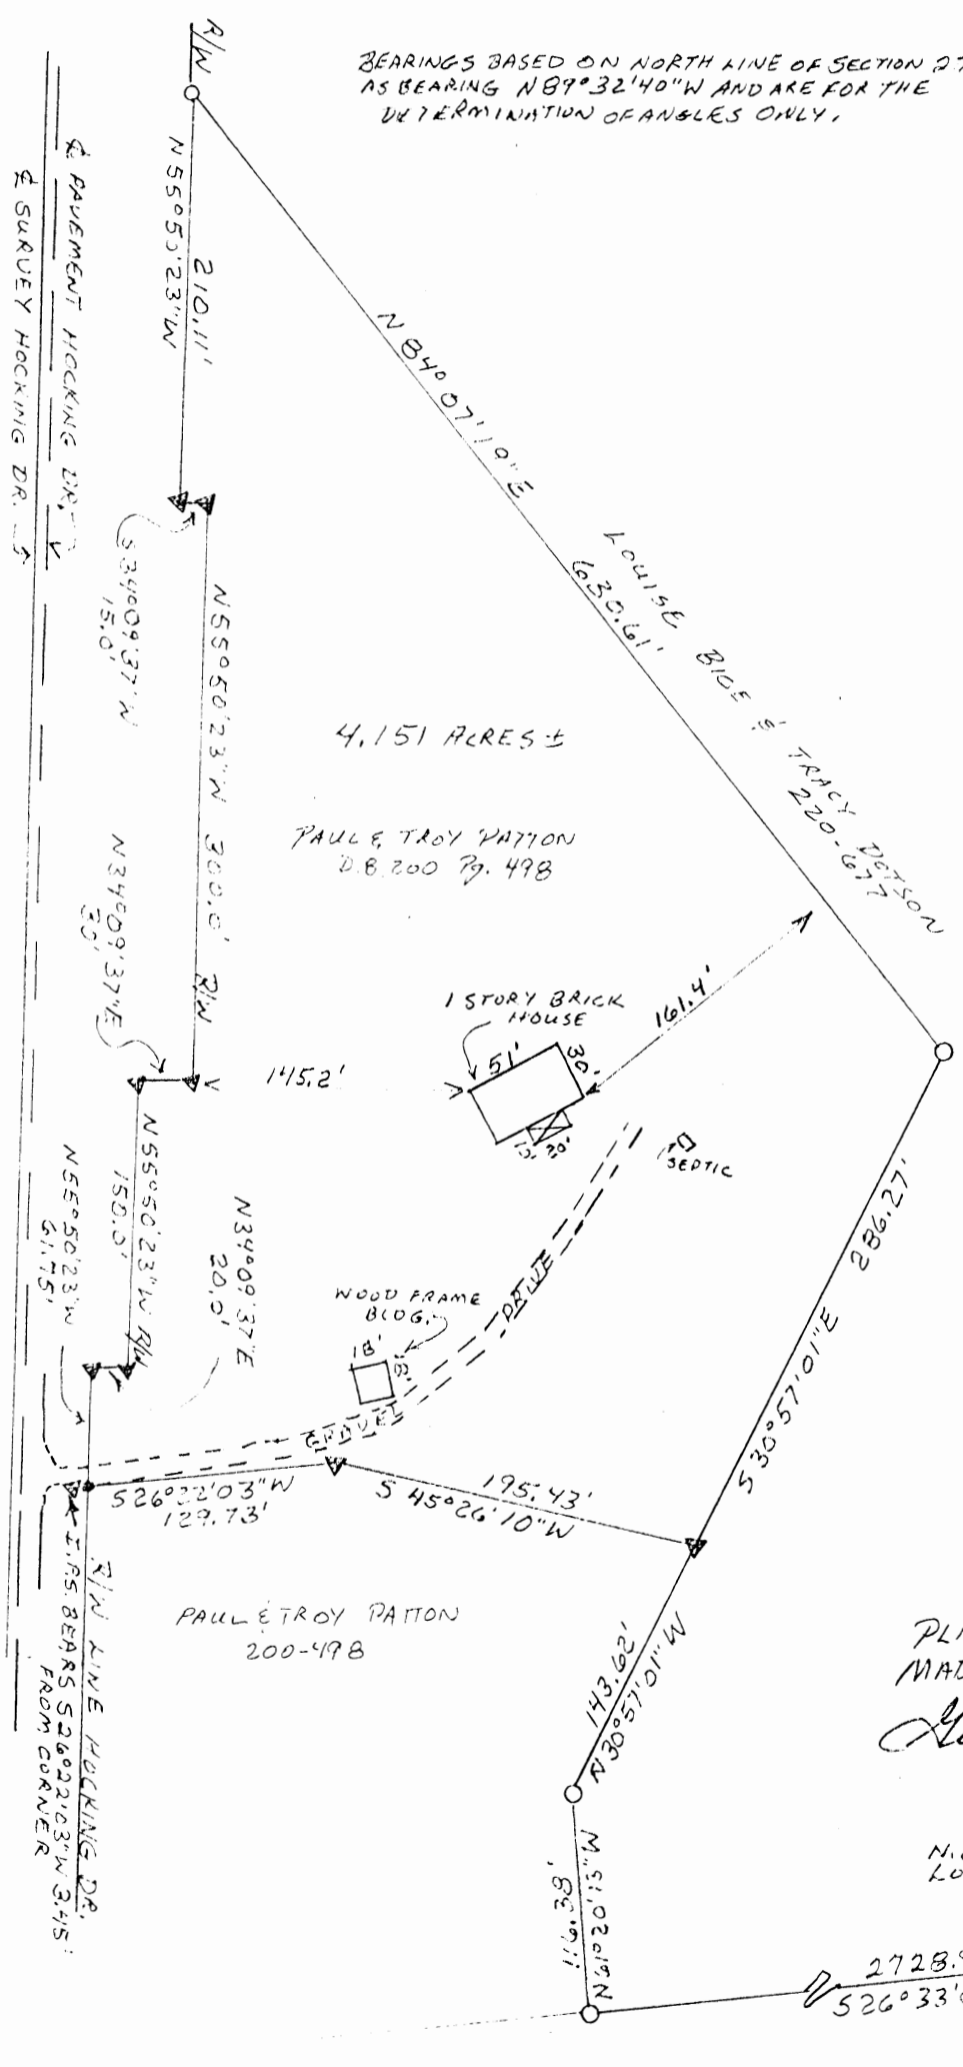 BEARINGS BASED ON NORTH LINE OF SECTION 27
AS BEARING N89°32'40"W AND ARE FOR THE
DETERMINATION OF ANGLES ONLY.
R/W
210.11'
N55°50'23"W
℄ PAVEMENT HOCKING DR.
℄ SURVEY HOCKING DR.
N84°07'19"E
630.61'
LOUISE BIGE & TRACY DOTSON
220-677
S34°09'37"W
15.0'
N55°50'23"W 300.0' R/W
4.151 ACRES ±
PAUL & TROY PATTON
D.B. 200 Pg. 498
N34°09'37"E
30'
1 STORY BRICK
HOUSE
51'
30'
161.4'
145.2'
SEPTIC
286.27'
S30°57'01"E
N55°50'23"W R/W
150.0'
N55°50'23"W
61.75'
N34°09'37"E
20.0'
WOOD FRAME
BLDG.
18'
18'
DRIVE
GRAVEL
S26°22'03"W
129.73'
195.43'
S45°26'10"W
PAUL & TROY PATTON
200-498
R/W LINE HOCKING DR.
I.P.S. BEARS S26°22'03"W 3.45'
FROM CORNER
143.62'
N30°57'01"W
116.38'
2728.
S26°33'